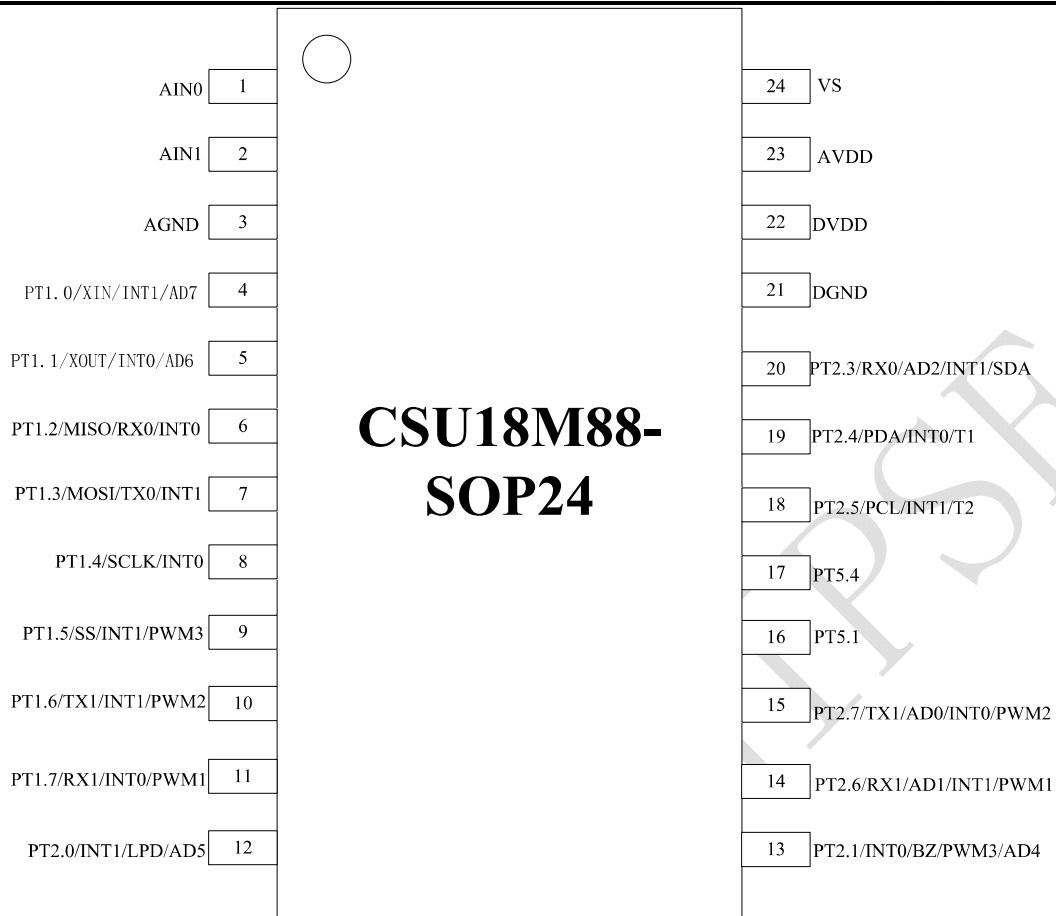 AIN0 1
24 VS
AIN1 2
23 AVDD
AGND 3
22 DVDD
PT1.0/XIN/INT1/AD7 4
21 DGND
PT1.1/XOUT/INT0/AD6 5
20 PT2.3/RX0/AD2/INT1/SDA
PT1.2/MISO/RX0/INT0 6
19 PT2.4/PDA/INT0/T1
CSU18M88-
SOP24
PT1.3/MOSI/TX0/INT1 7
18 PT2.5/PCL/INT1/T2
PT1.4/SCLK/INT0 8
17 PT5.4
PT1.5/SS/INT1/PWM3 9
16 PT5.1
PT1.6/TX1/INT1/PWM2 10
15 PT2.7/TX1/AD0/INT0/PWM2
PT1.7/RX1/INT0/PWM1 11
14 PT2.6/RX1/AD1/INT1/PWM1
PT2.0/INT1/LPD/AD5 12
13 PT2.1/INT0/BZ/PWM3/AD4